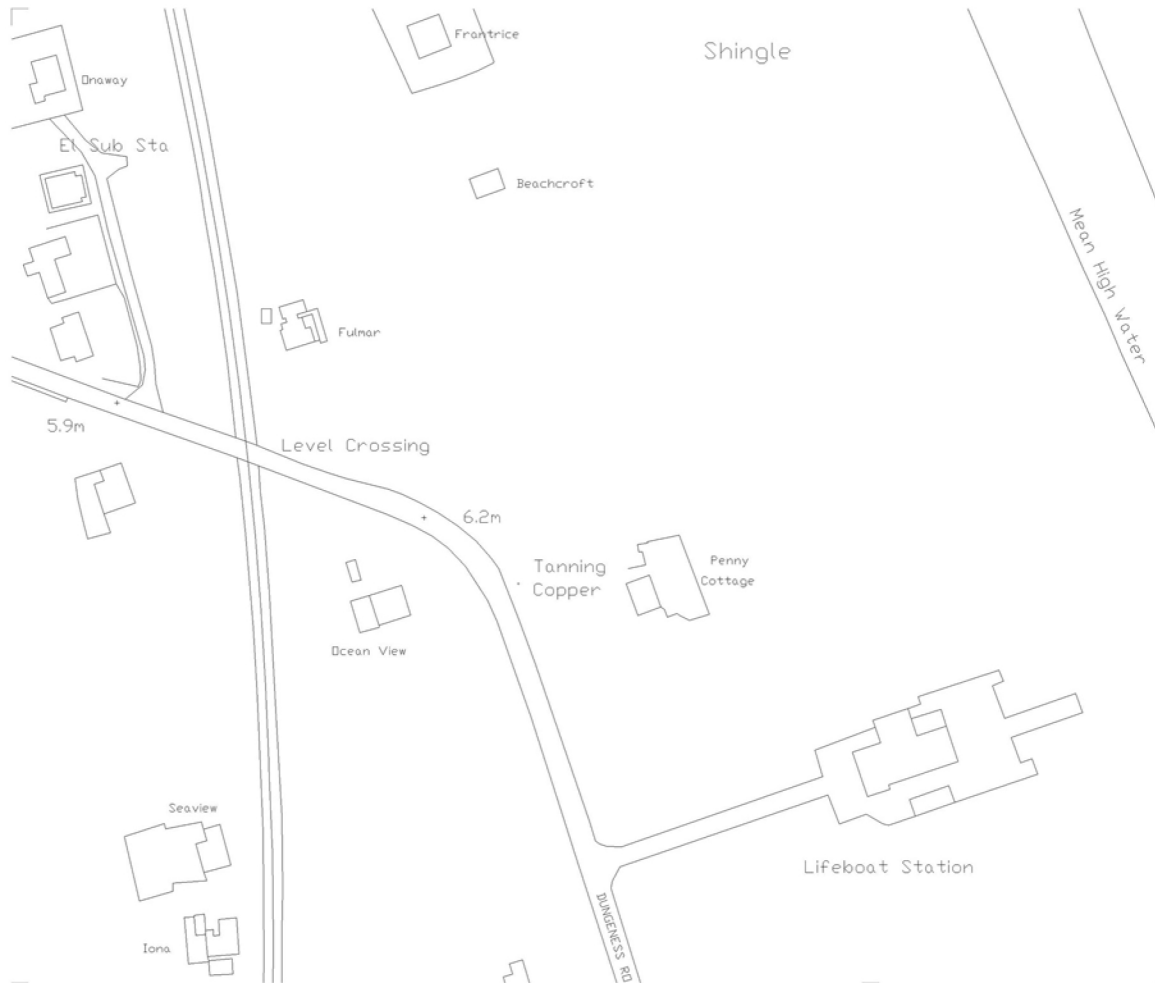 Frantrice
Shingle
Onaway
El Sub Sta
Beachcroft
Mean High Water
Fulmar
5.9m
Level Crossing
6.2m
Tanning
Copper
Penny
Cottage
Ocean View
Seaview
Lifeboat Station
DUNGENESS RD
Iona